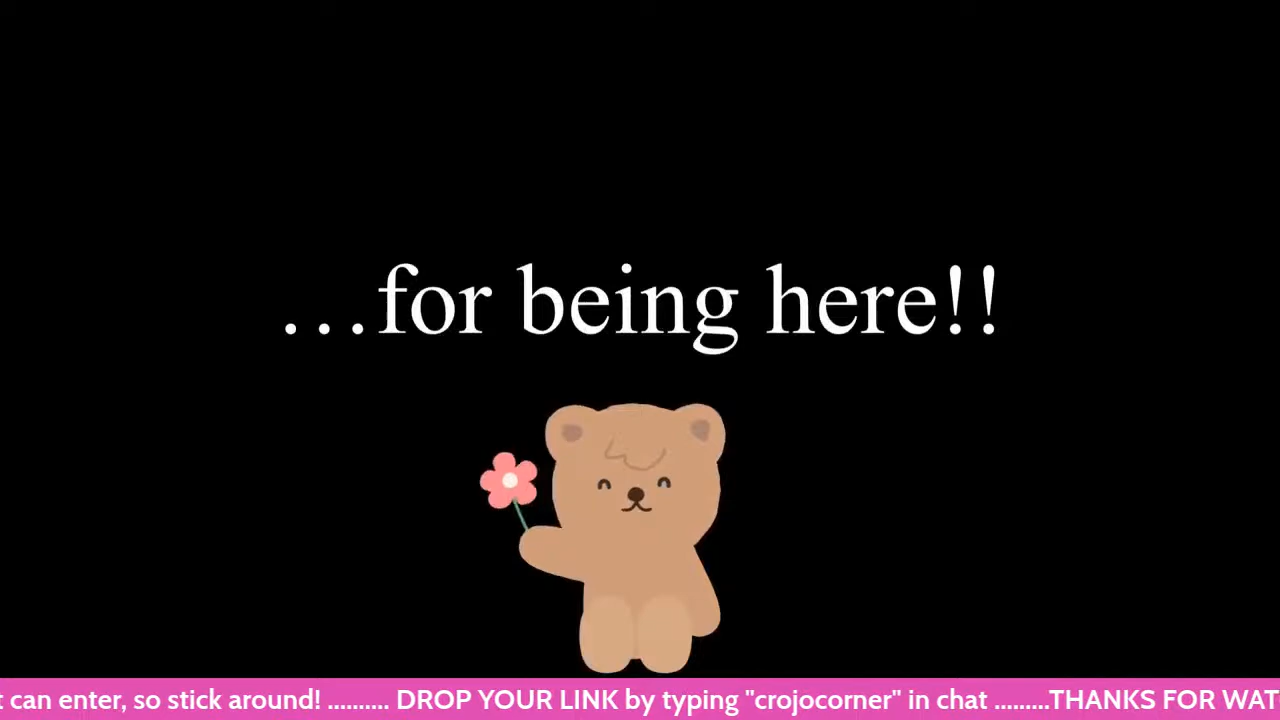 ...for being here!!
can enter, so stick around! .......... DROP YOUR LINK by typing "crojocorner" in chat .........THANKS FOR WAT